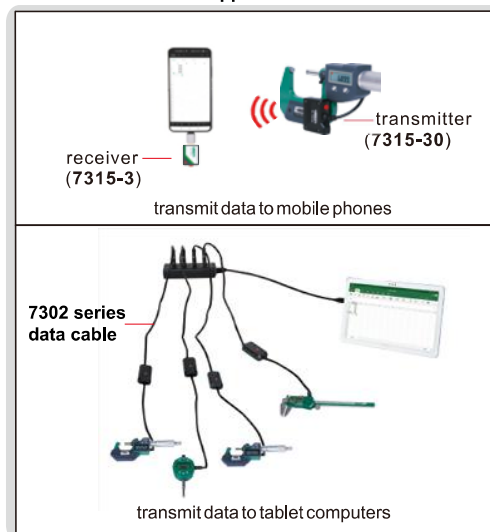 transmitter
(7315-30)
receiver
(7315-3)
transmit data to mobile phones
7302 series
data cable
transmit data to tablet computers